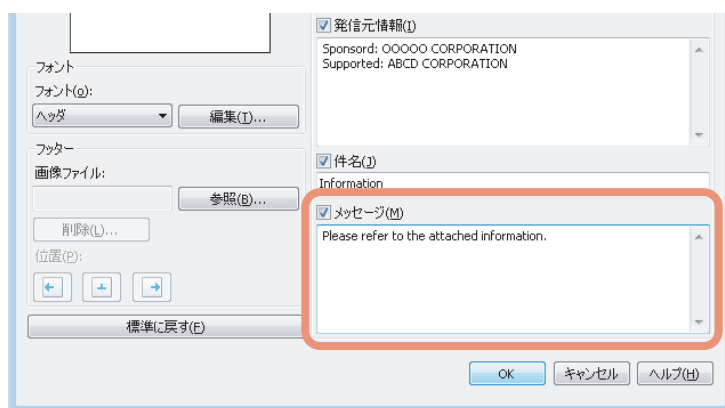 フォント
フォント(o):
ヘッダ
編集(I)...
フッター
画像ファイル:
参照(B)...
削除(L)...
位置(P):
標準に戻す(F)
発信元情報(I)
Sponsord: OOOOO CORPORATION
Supported: ABCD CORPORATION
件名(J)
Information
メッセージ(M)
Please refer to the attached information.
OK
キャンセル
ヘルプ(H)